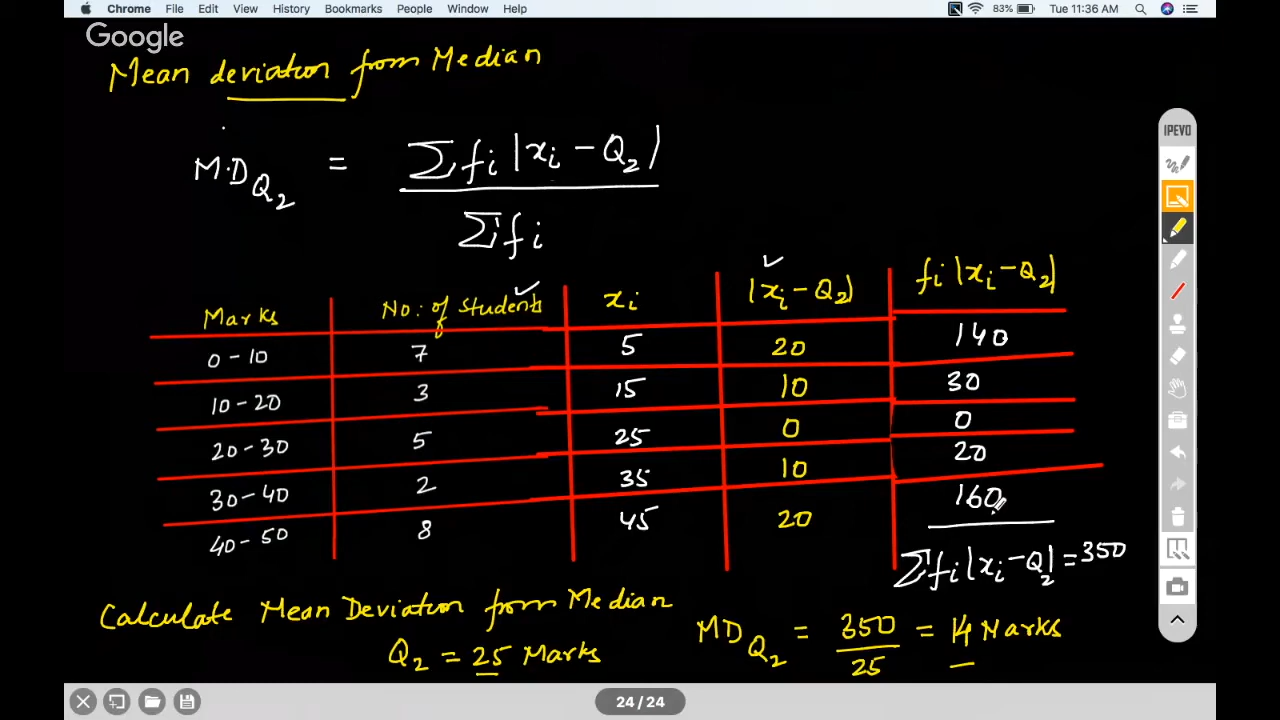 Chrome File Edit View History Bookmarks People Window Help 83% Tue 11:36 AM
Google
Mean deviation from Median
M.D Q2 = Σ fi |xi - Q2|
Σ fi
IPEVO
Marks No: of Students xi |xi - Q2| fi |xi - Q2|
0-10 7 5 20 140
10-20 3 15 10 30
20-30 5 25 0 0
30-40 2 35 10 20
40-50 8 45 20 160
Σ fi |xi - Q2| = 350
Calculate Mean Deviation from Median
Q2 = 25 Marks
MD Q2 = 350 = 14 Marks
25
24 / 24